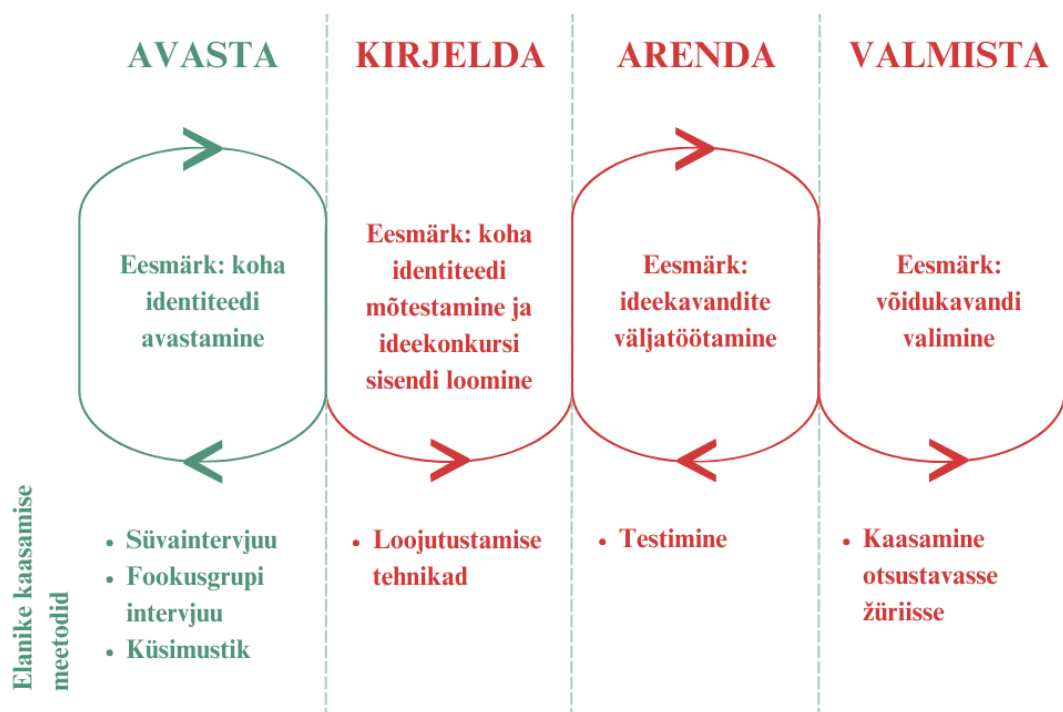 AVASTA
KIRJELDA
ARENDA
VALMISTA
Eesmärk: koha
identiteedi
avastamine
Eesmärk: koha
identiteedi
mõtestamine ja
ideekonkursi
sisendi loomine
Eesmärk:
ideekavandite
väljatöötamine
Eesmärk:
võidukavandi
valimine
Elanike kaasamise
meetodid
• Süvaintervjuu
• Fookusgrupi
intervjuu
• Küsimustik
• Loojutustamise
tehnikad
• Testimine
• Kaasamine
otsustavasse
žüriisse